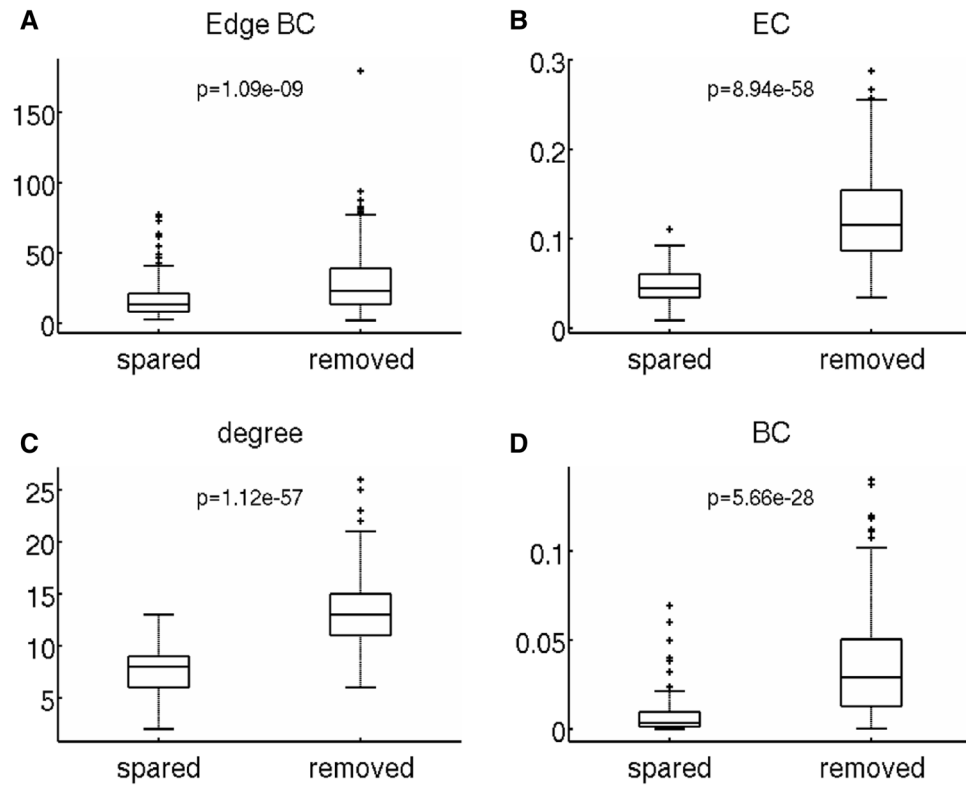 A
Edge BC
p=1.09e-09
150
100
50
0
spared removed
B
EC
p=8.94e-58
0.3
0.2
0.1
0
spared removed
C
degree
p=1.12e-57
25
20
15
10
5
spared removed
D
BC
p=5.66e-28
0.1
0.05
0
spared removed